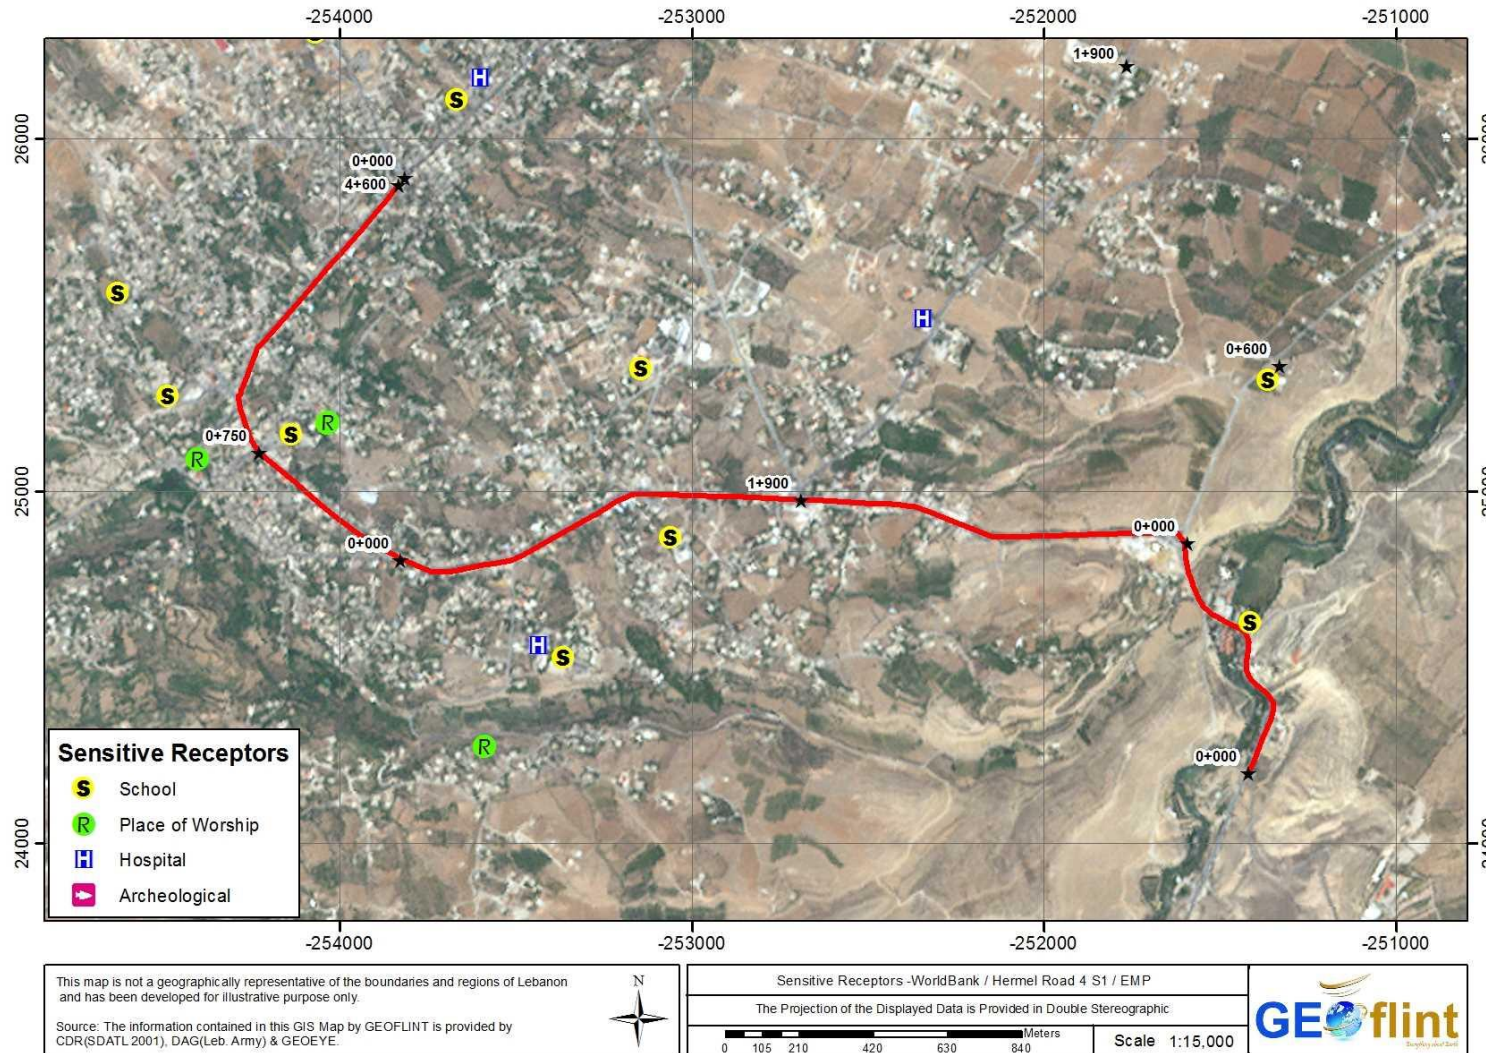 -254000 -253000 -252000 -251000
1+900
H
S
26000
0+000
4+600
S
H
S
0+600
S
S
R
S
0+750
R
1+900
25000
0+000
0+000
S
S
H
S
R
0+000
24000
Sensitive Receptors
S School
R Place of Worship
H Hospital
Archeological
-254000 -253000 -252000 -251000
This map is not a geographically representative of the boundaries and regions of Lebanon
and has been developed for illustrative purpose only.
Source: The information contained in this GIS Map by GEOFLINT is provided by
CDR(SDATL 2001), DAG(Leb. Army) & GEOEYE.
N
Sensitive Receptors -WorldBank / Hermel Road 4 S1 / EMP
The Projection of the Displayed Data is Provided in Double Stereographic
Meters
0 105 210 420 630 840
Scale 1:15,000
GEOflint